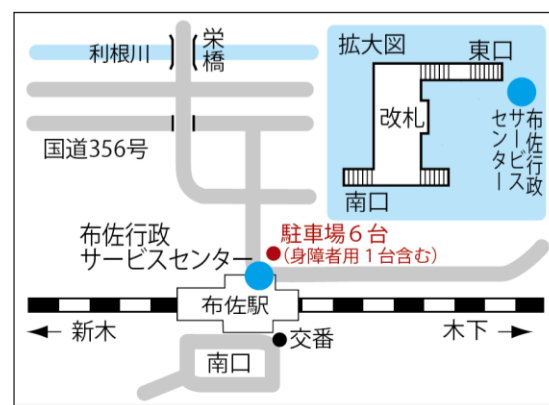 利根川
栄橋
国道356号
布佐行政
サービスセンター
駐車場６台
(身障者用１台含む)
布佐駅
新木
木下
交番
南口
拡大図
東口
改札
布佐行政
サービス
センター
南口